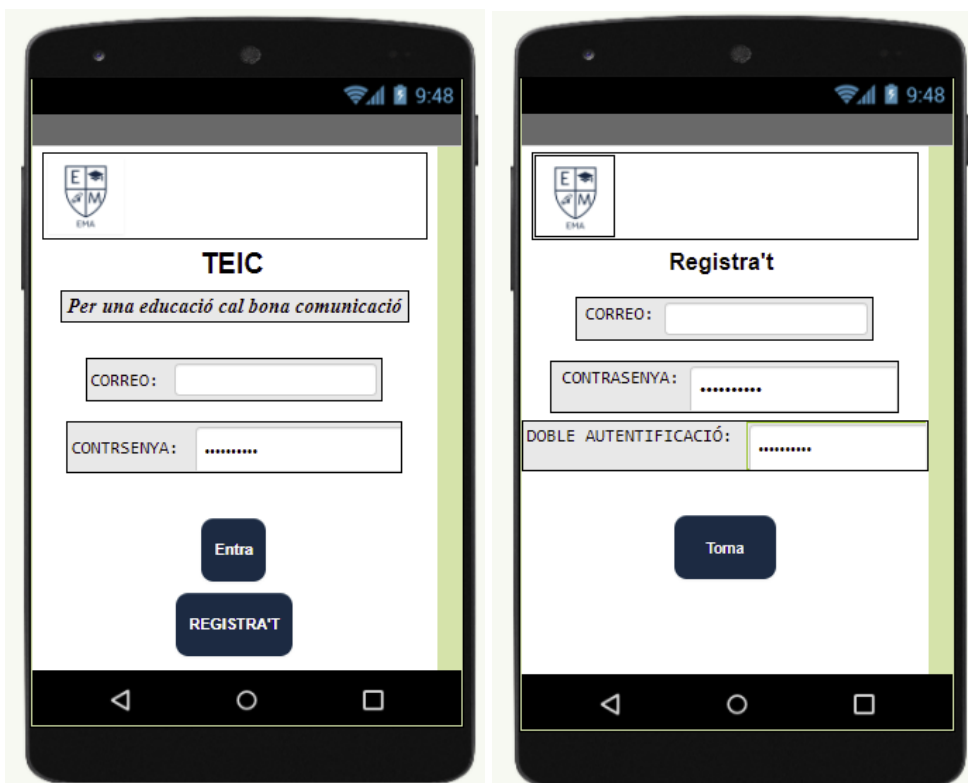 9:48
E
M
EMA
TEIC
Per una educació cal bona comunicació
CORREO:
CONTRSENYA: ••••••••••
Entra
REGISTRA'T
9:48
E
M
EMA
Registra't
CORREO:
CONTRASENYA: ••••••••••
DOBLE AUTENTIFICACIÓ: ••••••••••
Torna